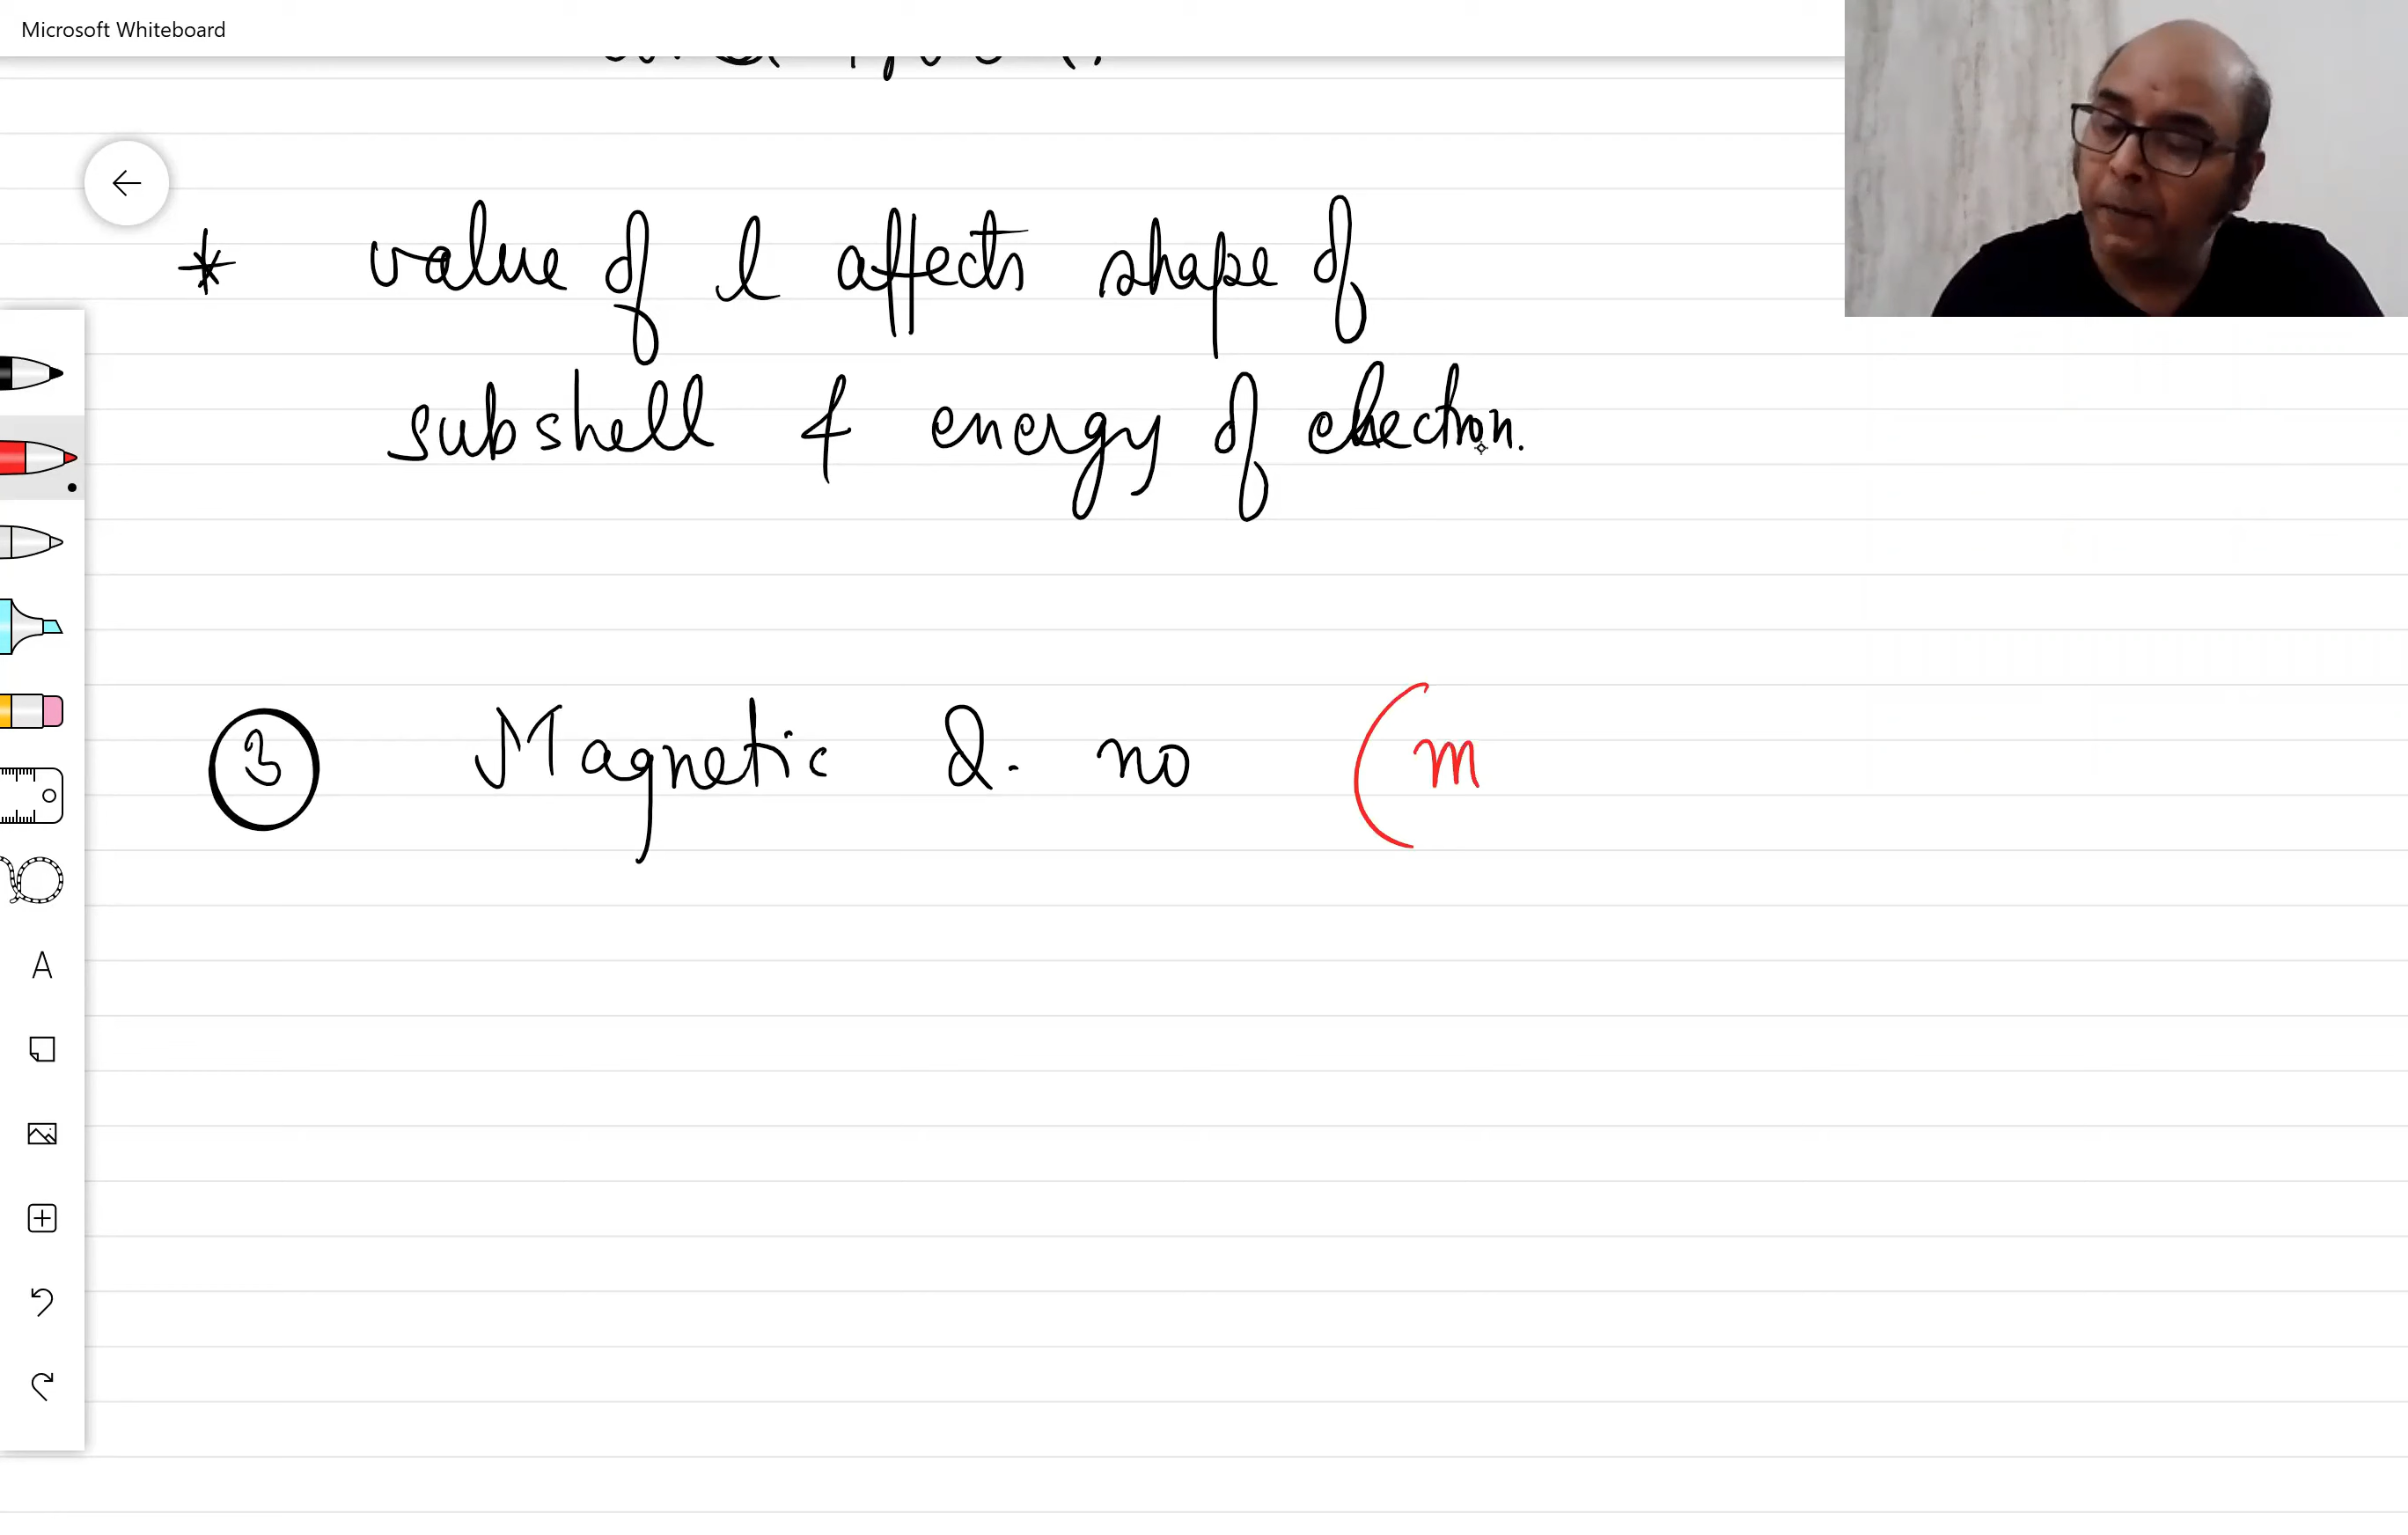 Microsoft Whiteboard
* value of l affects shape of
subshell & energy of electron.
3 Magnetic Q. no (m
A